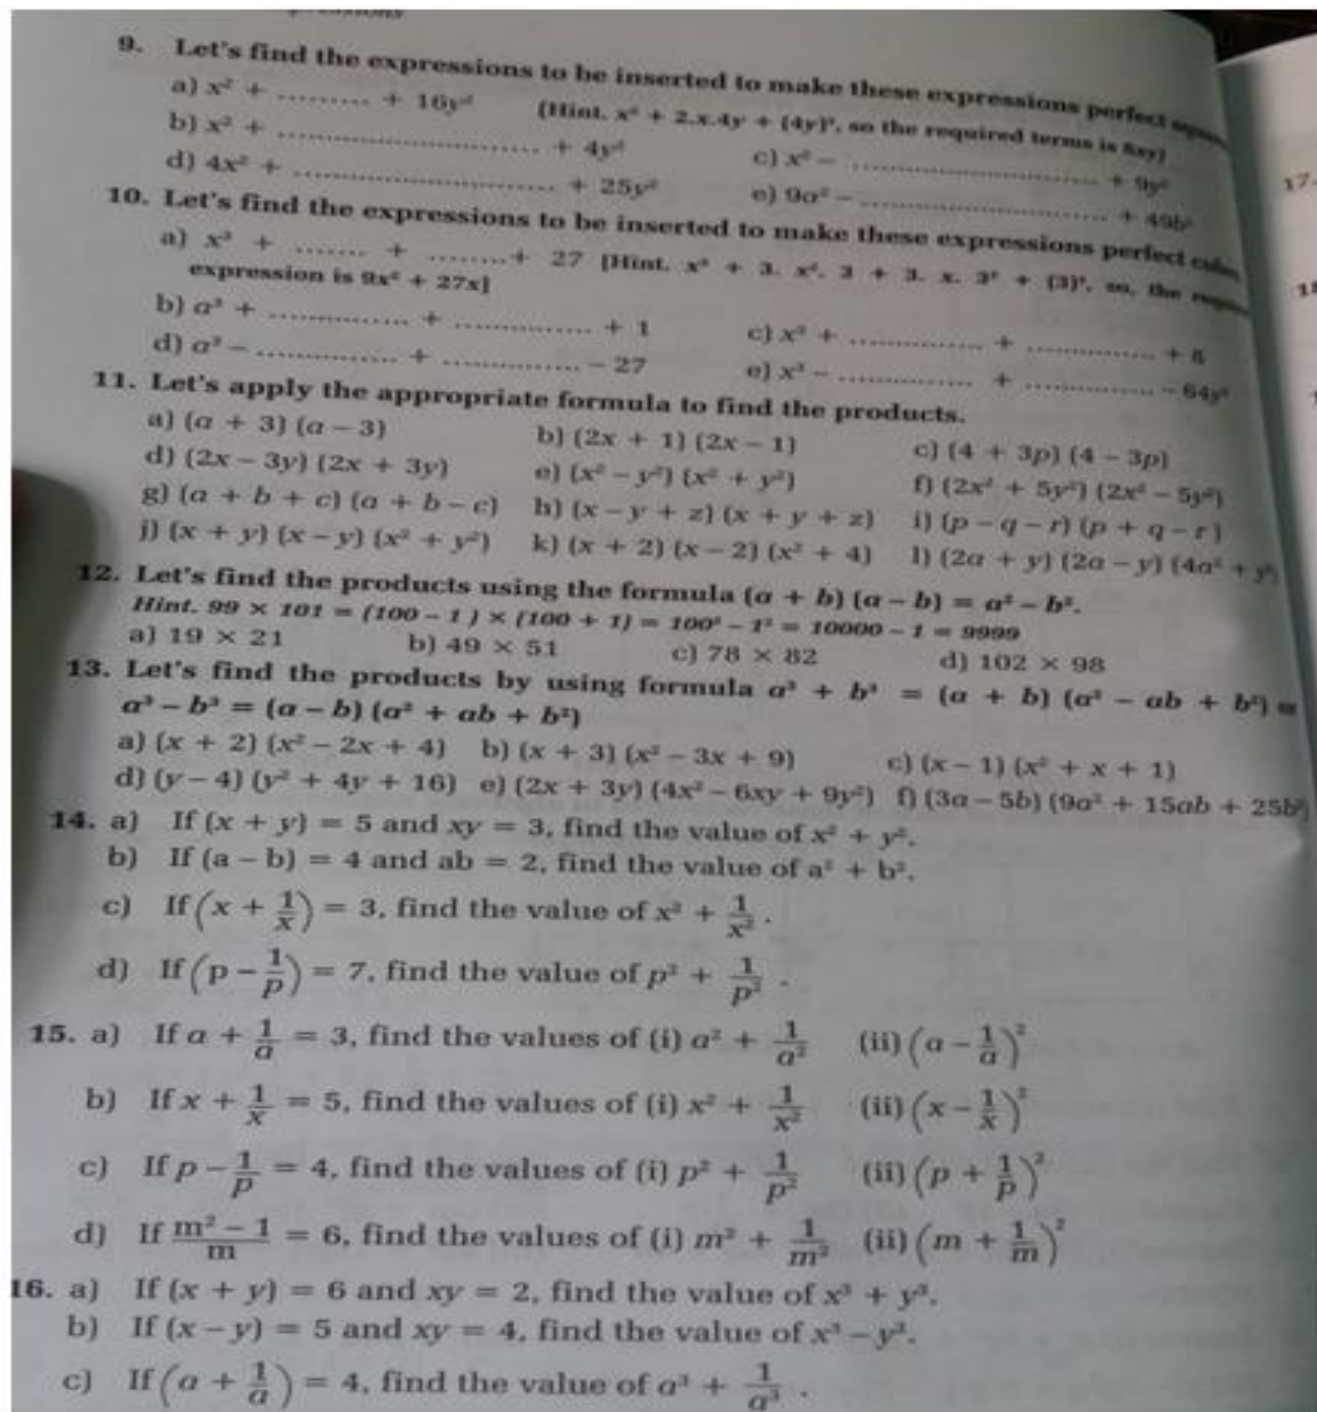 9. Let's find the expressions to be inserted to make these expressions perfect
a) x² + ......... + 16y² (Hint. x² + 2.x.4y + (4y)², so the required terms is 8xy)
b) x² + .............................. + 4y² c) x² – .............................. + 9y²
d) 4x² + .............................. + 25y² e) 9a² – .............................. + 49b²
10. Let's find the expressions to be inserted to make these expressions perfect
a) x³ + ....... + ........+ 27 [Hint. x³ + 3. x². 3 + 3. x. 3² + (3)³, so, the
expression is 9x² + 27x]
b) a³ + ............... + ............... + 1 c) x³ + ............... + ............... + 8
d) a³ – ............... + ............... – 27 e) x³ – ............... + ............... – 64y³
11. Let's apply the appropriate formula to find the products.
a) (a + 3) (a – 3) b) (2x + 1) (2x – 1) c) (4 + 3p) (4 – 3p)
d) (2x – 3y) (2x + 3y) e) (x² – y²) (x² + y²) f) (2x² + 5y²) (2x² – 5y²)
g) (a + b + c) (a + b – c) h) (x – y + z) (x + y + z) i) (p – q – r) (p + q – r)
j) (x + y) (x – y) (x² + y²) k) (x + 2) (x – 2) (x² + 4) l) (2a + y) (2a – y) (4a² + y²)
12. Let's find the products using the formula (a + b) (a – b) = a² – b².
Hint. 99 × 101 = (100 – 1) × (100 + 1) = 100² – 1² = 10000 – 1 = 9999
a) 19 × 21 b) 49 × 51 c) 78 × 82 d) 102 × 98
13. Let's find the products by using formula a³ + b³ = (a + b) (a² – ab + b²)
a³ – b³ = (a – b) (a² + ab + b²)
a) (x + 2) (x² – 2x + 4) b) (x + 3) (x² – 3x + 9) c) (x – 1) (x² + x + 1)
d) (y – 4) (y² + 4y + 16) e) (2x + 3y) (4x² – 6xy + 9y²) f) (3a – 5b) (9a² + 15ab + 25b²)
14. a) If (x + y) = 5 and xy = 3, find the value of x² + y².
b) If (a – b) = 4 and ab = 2, find the value of a² + b².
c) If (x + 1/x) = 3, find the value of x² + 1/x² .
d) If (p – 1/p) = 7, find the value of p² + 1/p² .
15. a) If a + 1/a = 3, find the values of (i) a² + 1/a² (ii) (a – 1/a)²
b) If x + 1/x = 5, find the values of (i) x² + 1/x² (ii) (x – 1/x)²
c) If p – 1/p = 4, find the values of (i) p² + 1/p² (ii) (p + 1/p)²
d) If m² – 1/m = 6, find the values of (i) m² + 1/m² (ii) (m + 1/m)²
16. a) If (x + y) = 6 and xy = 2, find the value of x³ + y³.
b) If (x – y) = 5 and xy = 4, find the value of x³ – y³.
c) If (a + 1/a) = 4, find the value of a³ + 1/a³ .
17.